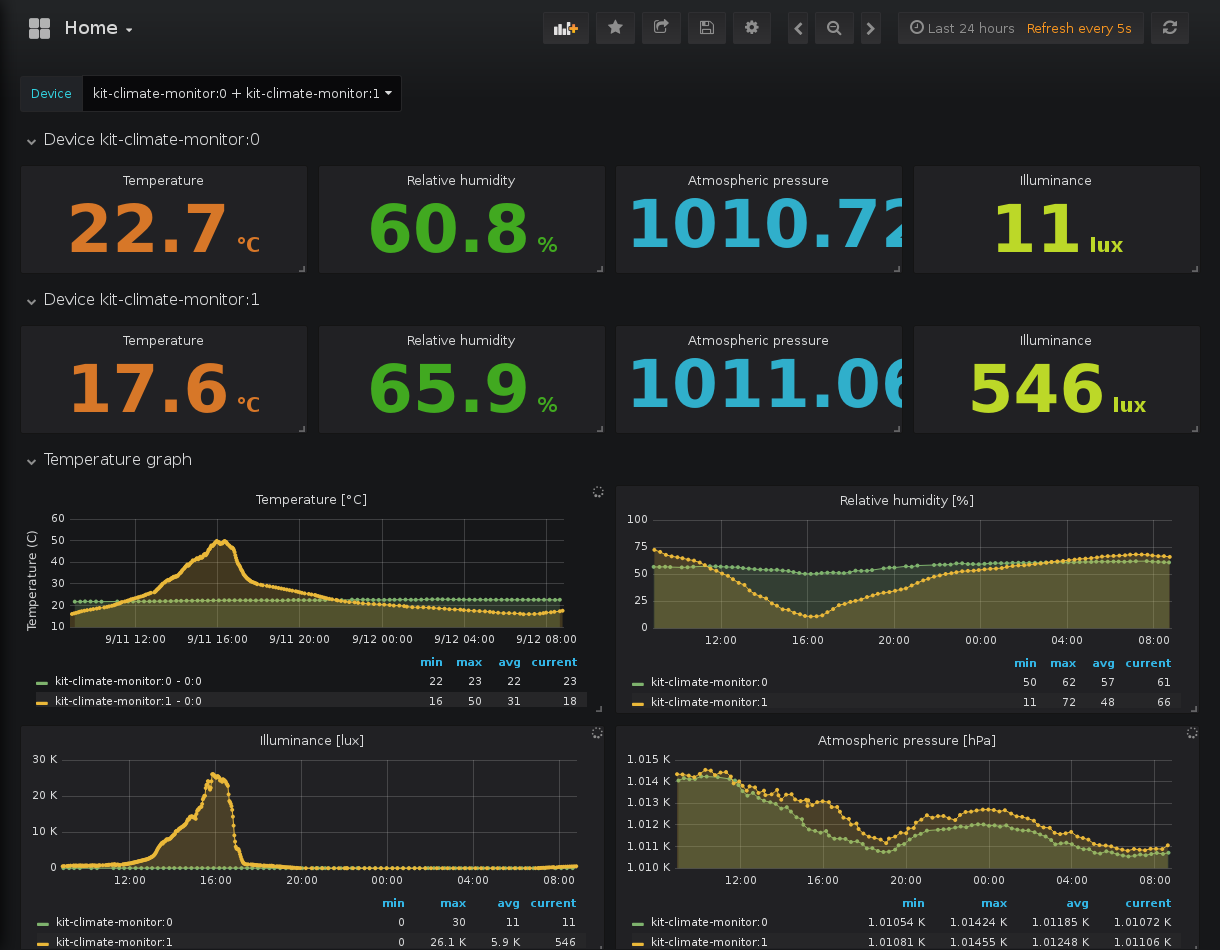 Home
Last 24 hours Refresh every 5s
Device kit-climate-monitor:0 + kit-climate-monitor:1
Device kit-climate-monitor:0
Temperature Relative humidity Atmospheric pressure Illuminance
22.7 °C 60.8 % 1010.72 11 lux
Device kit-climate-monitor:1
Temperature Relative humidity Atmospheric pressure Illuminance
17.6 °C 65.9 % 1011.06 546 lux
Temperature graph
Temperature [°C]
Temperature (C)
60
50
40
30
20
10
9/11 12:00 9/11 16:00 9/11 20:00 9/12 00:00 9/12 04:00 9/12 08:00
min max avg current
kit-climate-monitor:0 - 0:0 22 23 22 23
kit-climate-monitor:1 - 0:0 16 50 31 18
Relative humidity [%]
100
75
50
25
0
12:00 16:00 20:00 00:00 04:00 08:00
min max avg current
kit-climate-monitor:0 50 62 57 61
kit-climate-monitor:1 11 72 48 66
Illuminance [lux]
30 K
20 K
10 K
0
12:00 16:00 20:00 00:00 04:00 08:00
min max avg current
kit-climate-monitor:0 0 30 11 11
kit-climate-monitor:1 0 26.1 K 5.9 K 546
Atmospheric pressure [hPa]
1.015 K
1.014 K
1.013 K
1.012 K
1.011 K
1.010 K
12:00 16:00 20:00 00:00 04:00 08:00
min max avg current
kit-climate-monitor:0 1.01054 K 1.01424 K 1.01185 K 1.01072 K
kit-climate-monitor:1 1.01081 K 1.01455 K 1.01248 K 1.01106 K